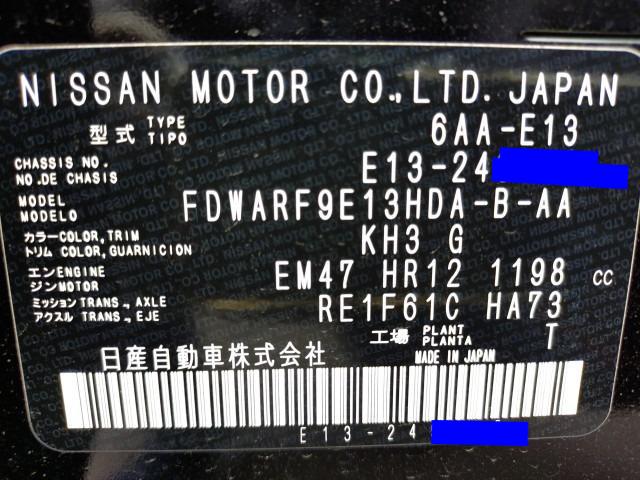 NISSAN MOTOR CO.,LTD. JAPAN
型式 TYPE TIPO 6AA-E13
CHASSIS NO. NO.DE CHASIS E13-24
MODEL MODELO FDWARF9E13HDA-B-AA
カラー COLOR,TRIM トリム COLOR,GUARNICION KH3 G
エンジン ENGINE MOTOR EM47 HR12 1198 cc
ミッション TRANS.,AXLE アクスル TRANS.,EJE RE1F61C HA73
工場 PLANT PLANTA T
日産自動車株式会社 MADE IN JAPAN
E13-24